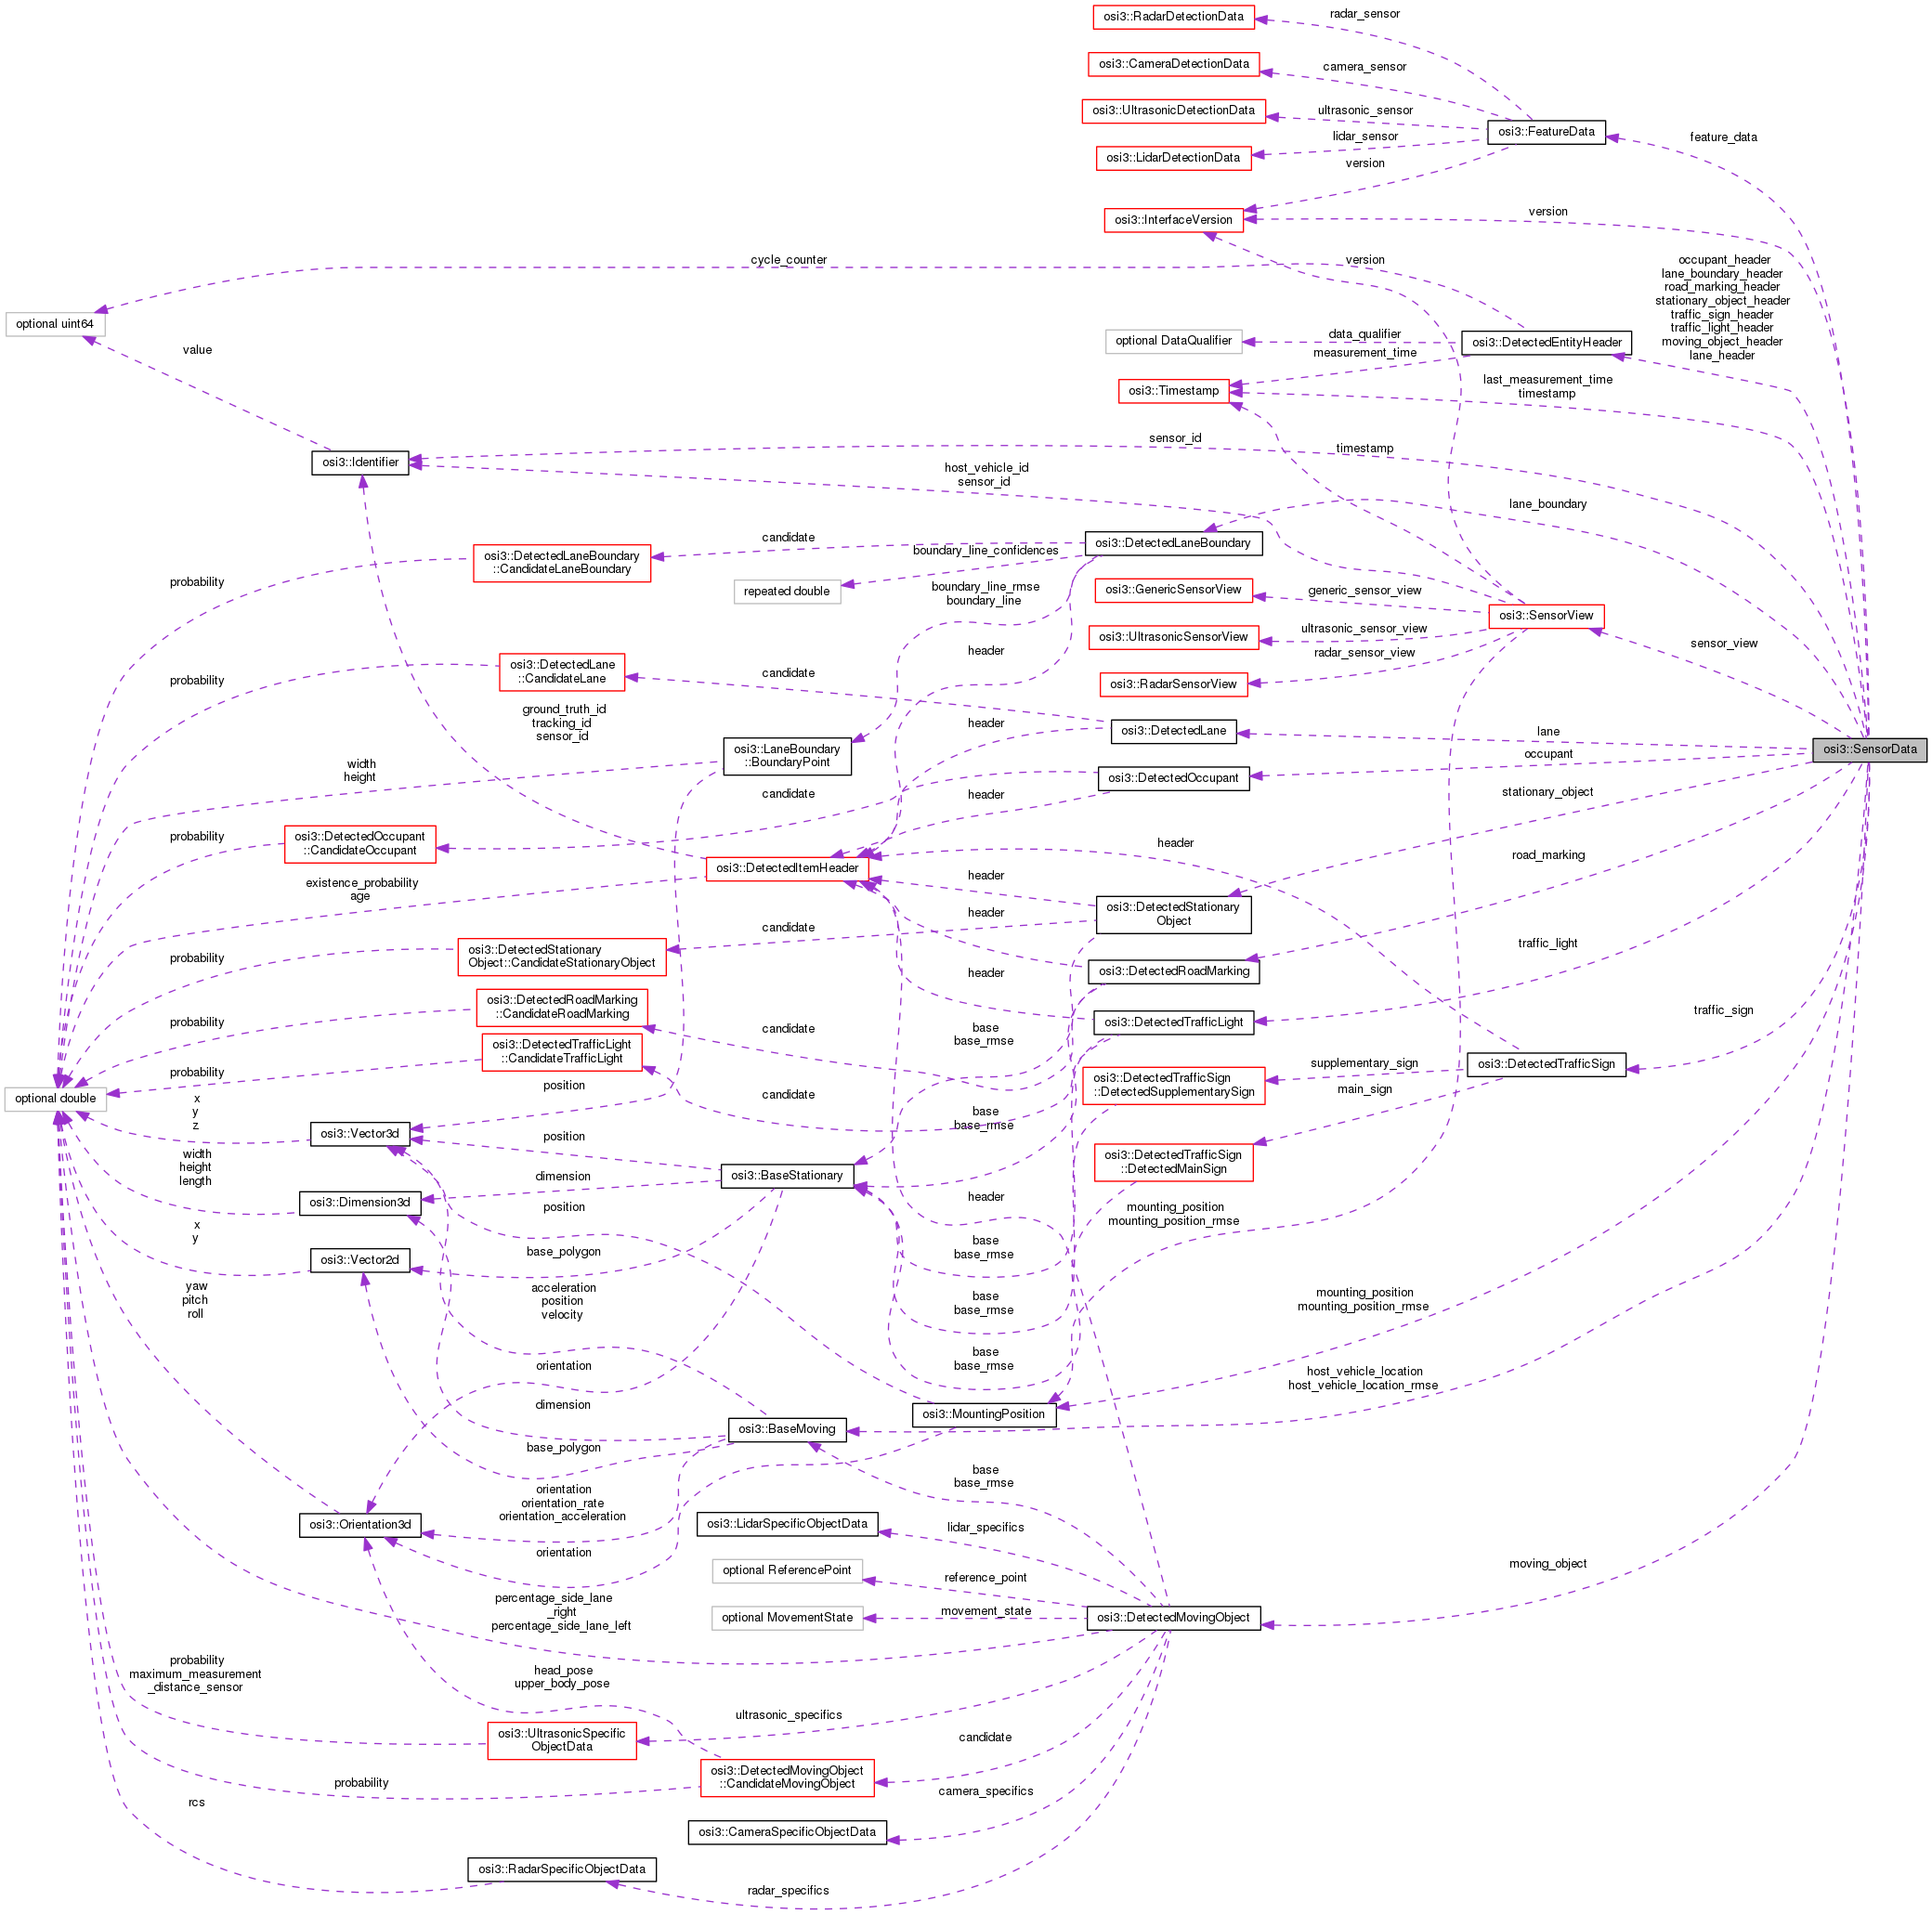 osi3::RadarDetectionData
radar_sensor
osi3::CameraDetectionData
camera_sensor
osi3::UltrasonicDetectionData
ultrasonic_sensor
osi3::FeatureData
feature_data
osi3::LidarDetectionData
lidar_sensor
version
osi3::InterfaceVersion
version
cycle_counter
version
occupant_header
lane_boundary_header
road_marking_header
stationary_object_header
traffic_sign_header
traffic_light_header
moving_object_header
lane_header
optional uint64
value
optional DataQualifier
data_qualifier
measurement_time
osi3::DetectedEntityHeader
osi3::Timestamp
last_measurement_time
timestamp
osi3::Identifier
sensor_id
timestamp
host_vehicle_id
sensor_id
lane_boundary
osi3::DetectedLaneBoundary
::CandidateLaneBoundary
candidate
osi3::DetectedLaneBoundary
boundary_line_confidences
probability
repeated double
boundary_line_rmse
boundary_line
osi3::GenericSensorView
generic_sensor_view
osi3::SensorView
osi3::UltrasonicSensorView
ultrasonic_sensor_view
radar_sensor_view
sensor_view
header
osi3::DetectedLane
::CandidateLane
probability
candidate
osi3::RadarSensorView
ground_truth_id
tracking_id
sensor_id
header
osi3::DetectedLane
lane
osi3::SensorData
osi3::LaneBoundary
::BoundaryPoint
width
height
occupant
osi3::DetectedOccupant
candidate
header
stationary_object
osi3::DetectedOccupant
::CandidateOccupant
probability
header
road_marking
osi3::DetectedItemHeader
existence_probability
age
header
osi3::DetectedStationary
Object
header
candidate
osi3::DetectedStationary
Object::CandidateStationaryObject
probability
traffic_light
header
osi3::DetectedRoadMarking
osi3::DetectedRoadMarking
::CandidateRoadMarking
probability
candidate
base
base_rmse
osi3::DetectedTrafficLight
traffic_sign
osi3::DetectedTrafficLight
::CandidateTrafficLight
probability
supplementary_sign
osi3::DetectedTrafficSign
osi3::DetectedTrafficSign
::DetectedSupplementarySign
main_sign
optional double
position
candidate
x
y
z
base
base_rmse
osi3::Vector3d
position
osi3::DetectedTrafficSign
::DetectedMainSign
width
height
length
osi3::BaseStationary
dimension
osi3::Dimension3d
position
header
mounting_position
mounting_position_rmse
x
y
osi3::Vector2d
base_polygon
base
base_rmse
yaw
pitch
roll
acceleration
position
velocity
base
base_rmse
mounting_position
mounting_position_rmse
orientation
base
base_rmse
host_vehicle_location
host_vehicle_location_rmse
dimension
osi3::MountingPosition
osi3::BaseMoving
base_polygon
base
base_rmse
orientation
orientation_rate
orientation_acceleration
osi3::Orientation3d
osi3::LidarSpecificObjectData
lidar_specifics
orientation
moving_object
optional ReferencePoint
reference_point
percentage_side_lane
_right
percentage_side_lane_left
optional MovementState
movement_state
osi3::DetectedMovingObject
probability
maximum_measurement
_distance_sensor
head_pose
upper_body_pose
ultrasonic_specifics
osi3::UltrasonicSpecific
ObjectData
candidate
osi3::DetectedMovingObject
::CandidateMovingObject
probability
camera_specifics
rcs
osi3::CameraSpecificObjectData
osi3::RadarSpecificObjectData
radar_specifics